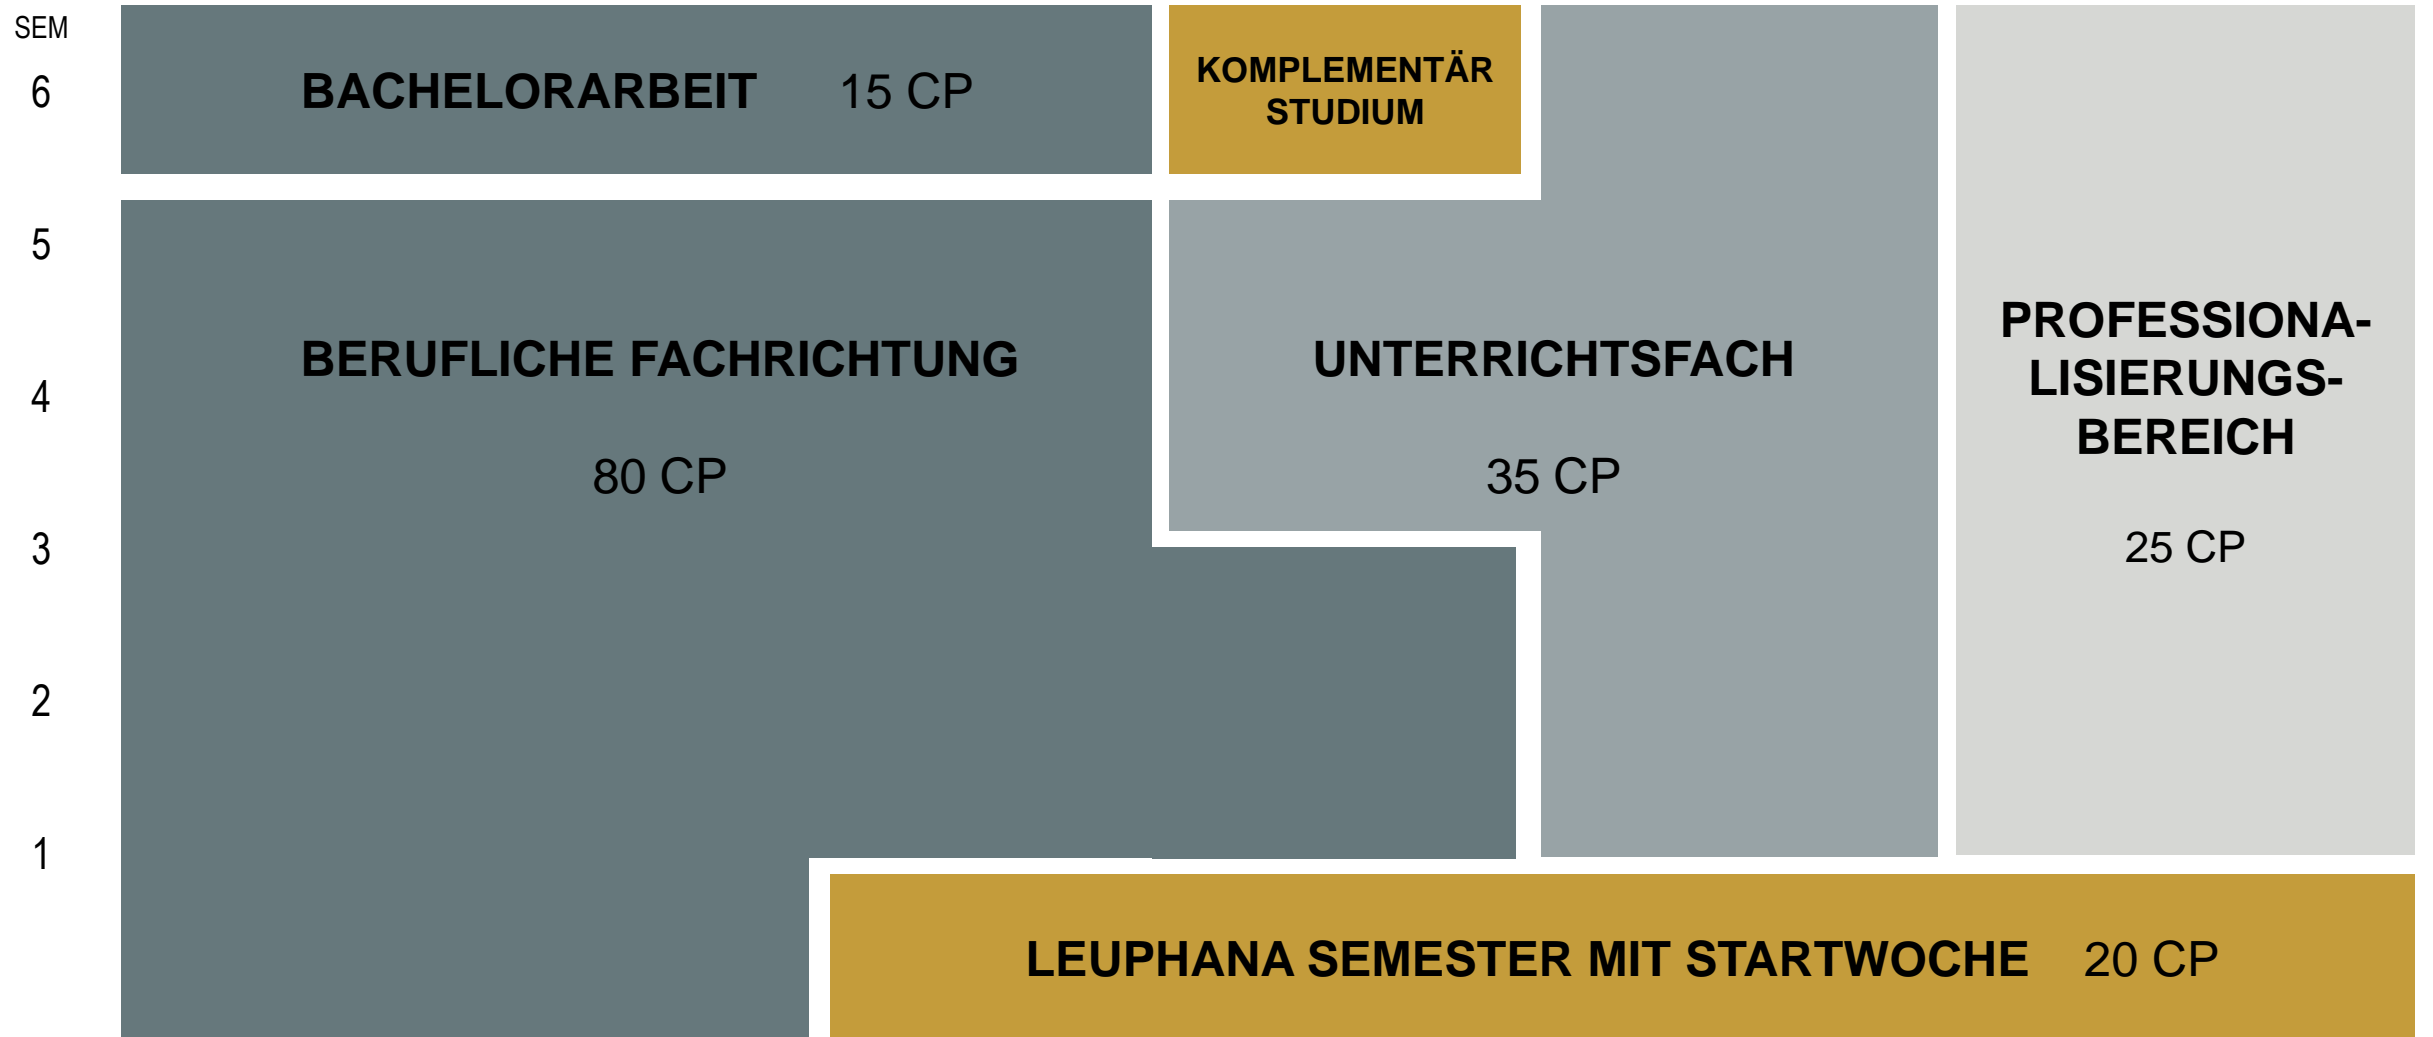 SEM
6
BACHELORARBEIT 15 CP
KOMPLEMENTÄR
STUDIUM
5
BERUFLICHE FACHRICHTUNG
80 CP
UNTERRICHTSFACH
35 CP
PROFESSIONA-
LISIERUNGS-
BEREICH
25 CP
4
3
2
1
LEUPHANA SEMESTER MIT STARTWOCHE 20 CP